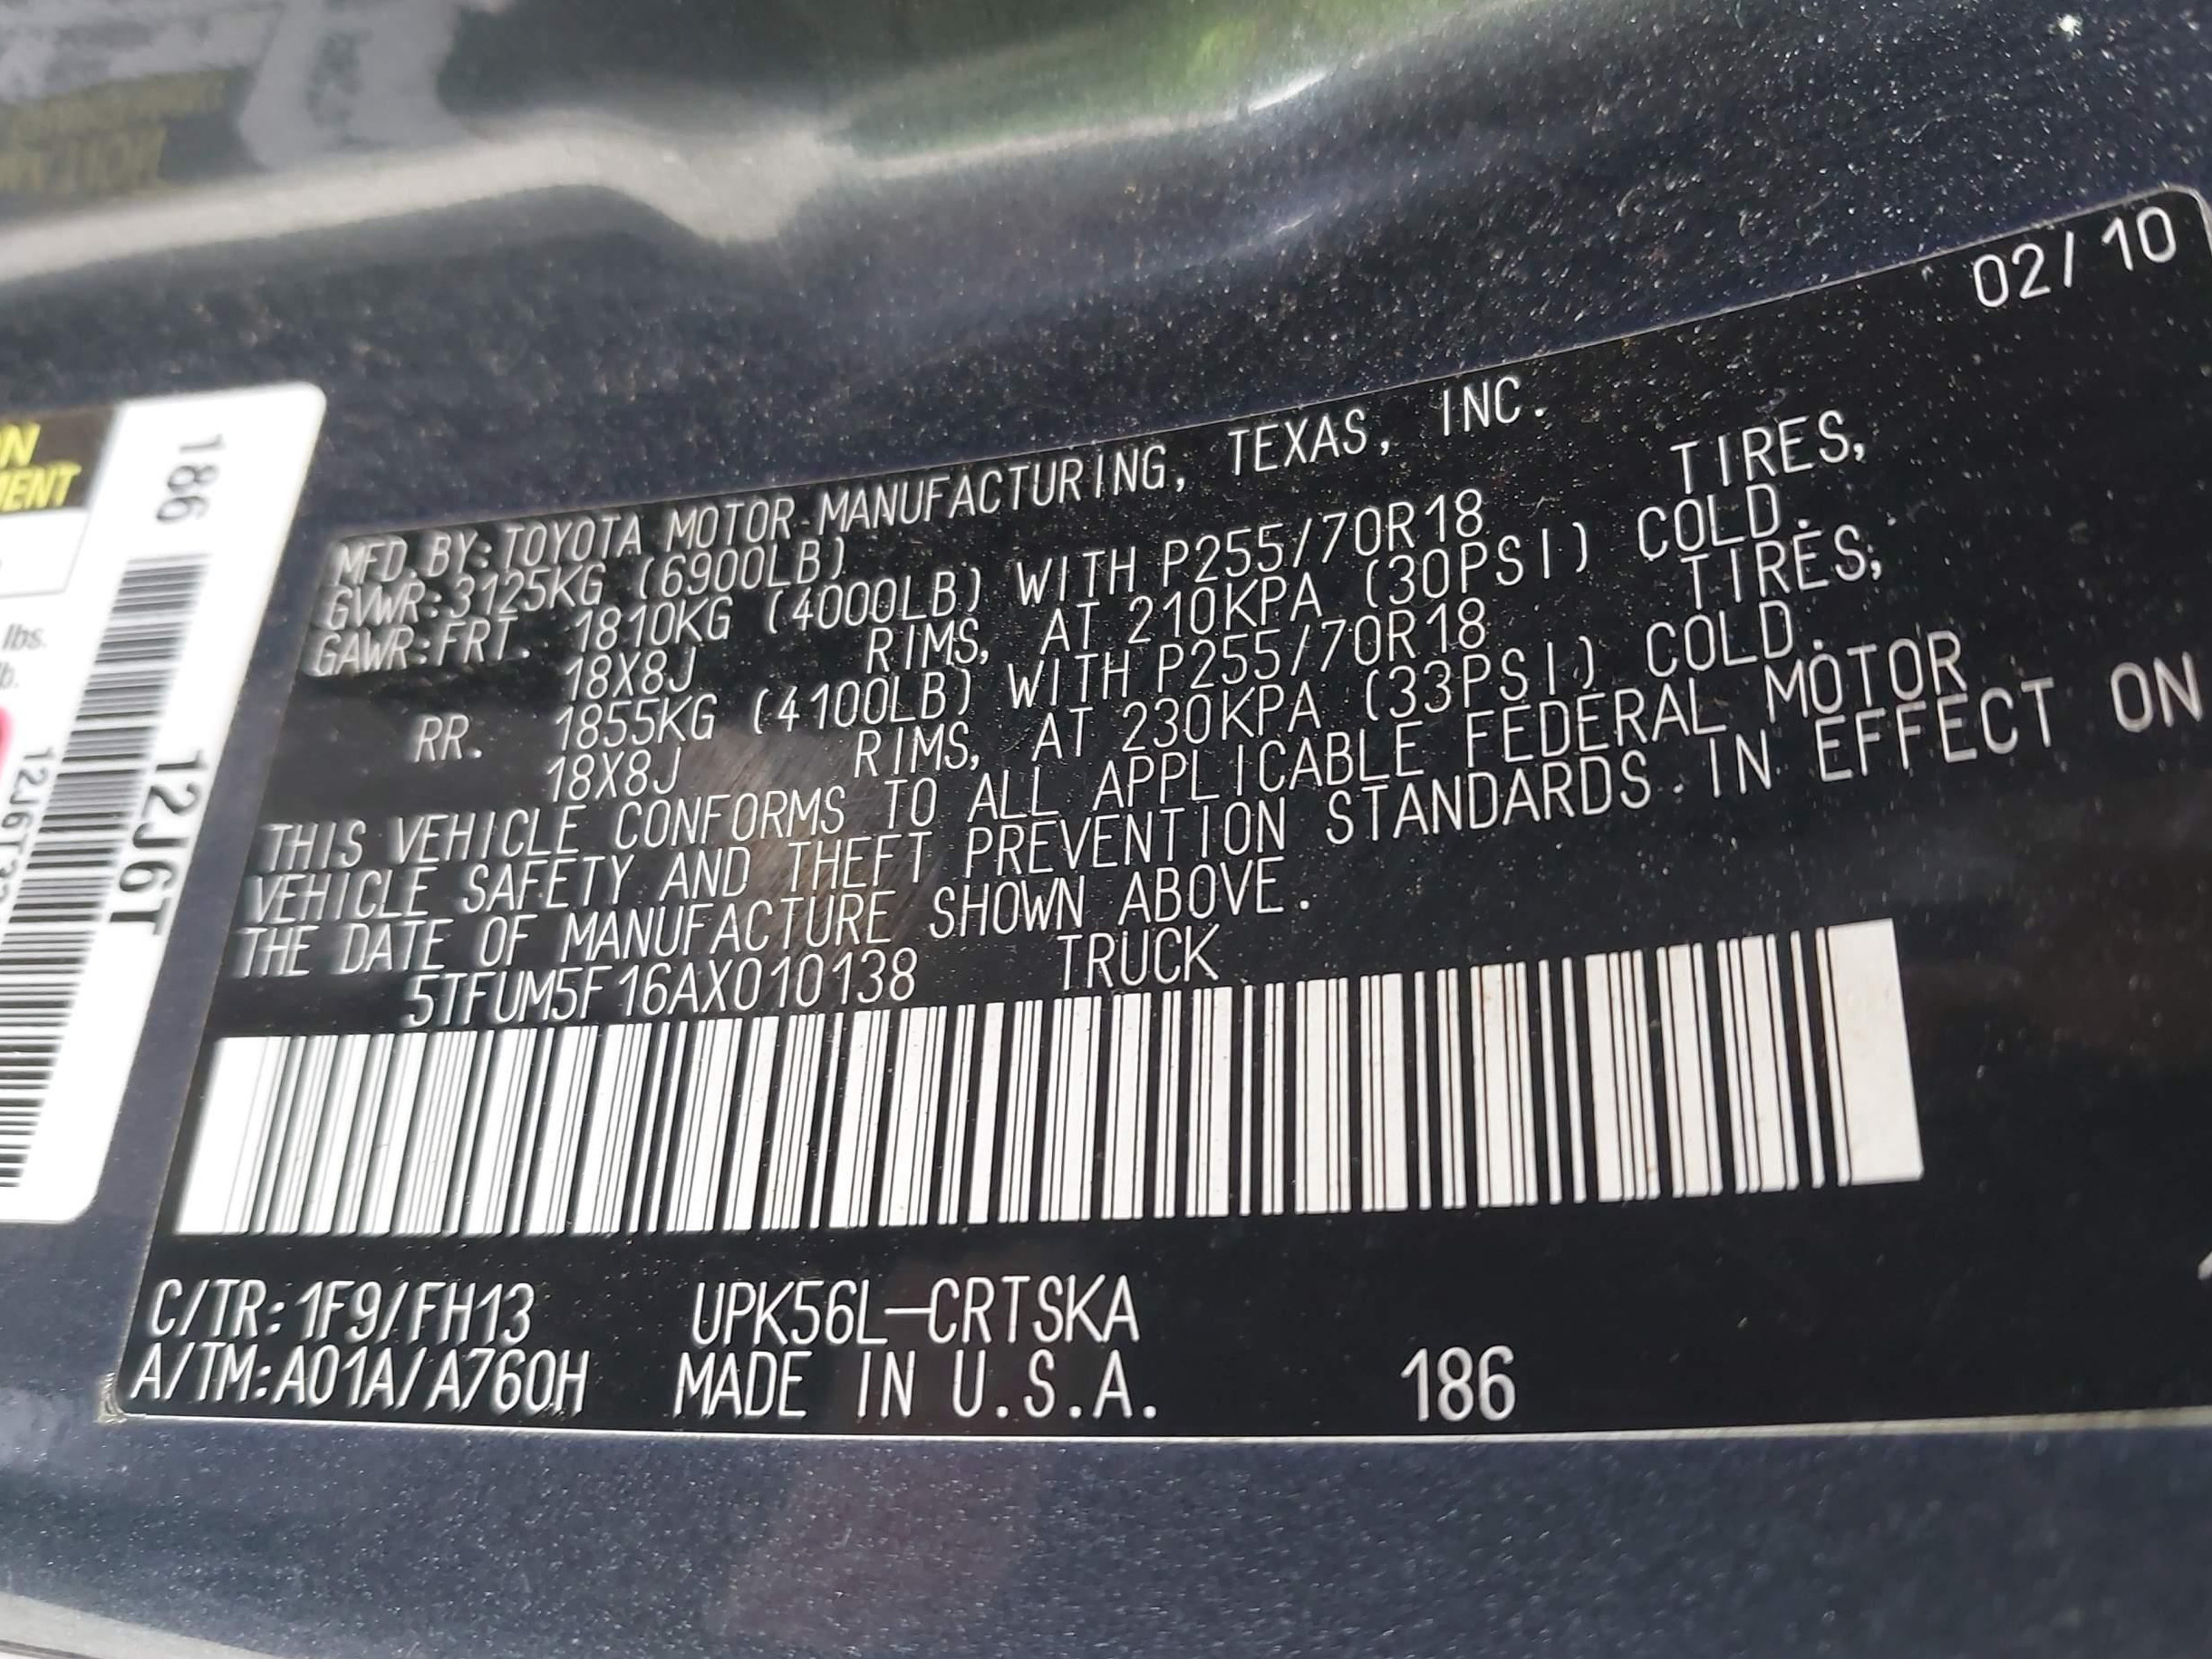 02/10
MFD. BY: TOYOTA MOTOR MANUFACTURING, TEXAS, INC.
GVWR: 3125KG (6900LB)
GAWR: FRT. 1810KG (4000LB) WITH P255/70R18 TIRES,
18X8J RIMS, AT 210KPA (30PSI) COLD.
RR. 1855KG (4100LB) WITH P255/70R18 TIRES,
18X8J RIMS, AT 230KPA (33PSI) COLD.
THIS VEHICLE CONFORMS TO ALL APPLICABLE FEDERAL MOTOR
VEHICLE SAFETY AND THEFT PREVENTION STANDARDS IN EFFECT ON
THE DATE OF MANUFACTURE SHOWN ABOVE.
5TFUM5F16AX010138 TRUCK
C/TR: 1F9/FH13 UPK56L-CRTSKA
A/TM: A01A/A760H MADE IN U.S.A. 186
186
12J6T
lbs.